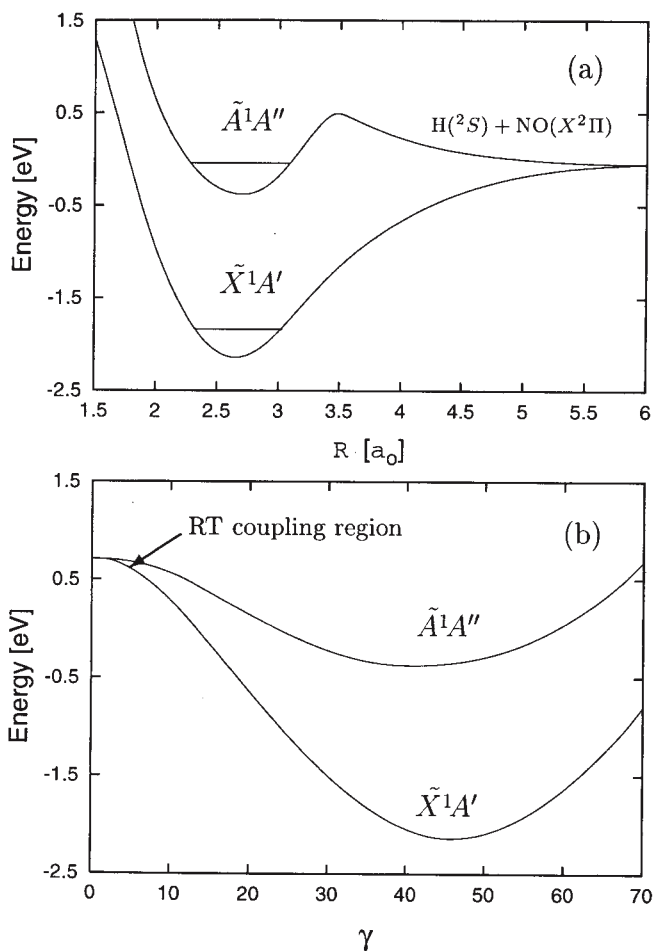 1.5
0.5
-0.5
-1.5
-2.5
Energy [eV]
(a)
Ã¹A″
H(²S) + NO(X²Π)
X̃¹A′
1.5 2 2.5 3 3.5 4 4.5 5 5.5 6
R [a₀]
1.5
0.5
-0.5
-1.5
-2.5
Energy [eV]
RT coupling region
(b)
Ã¹A″
X̃¹A′
0 10 20 30 40 50 60 70
γ